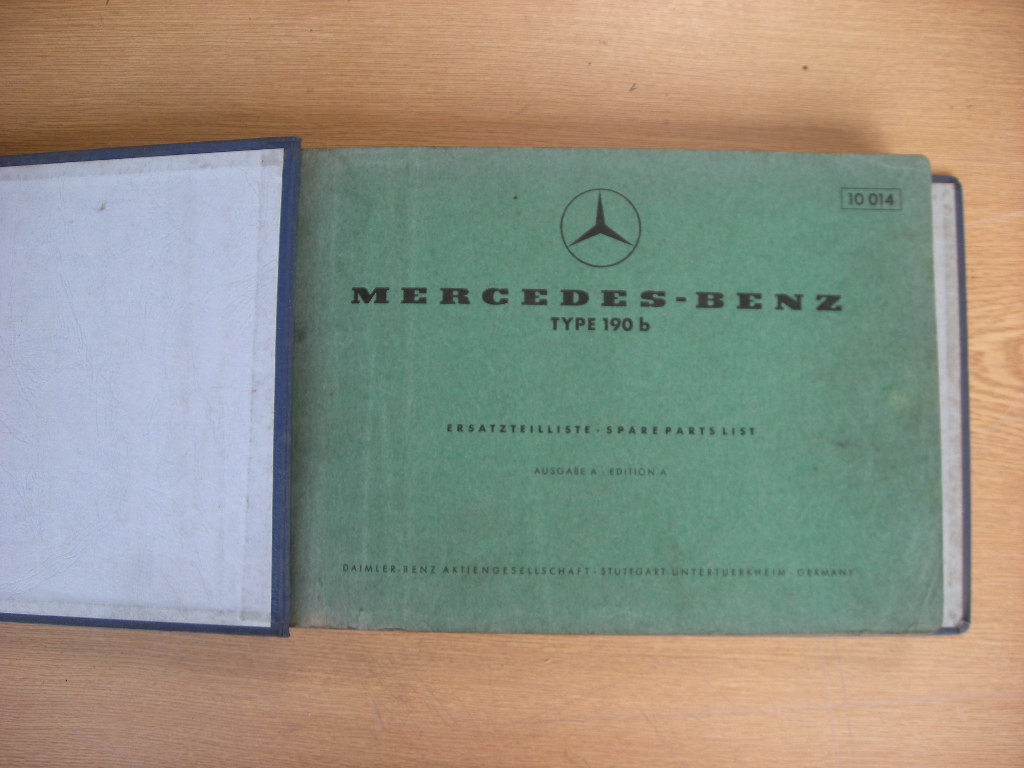 10 014
MERCEDES-BENZ
TYPE 190 b
ERSATZTEILLISTE · SPARE PARTS LIST
AUSGABE A · EDITION A
DAIMLER-BENZ AKTIENGESELLSCHAFT · STUTTGART-UNTERTUERKHEIM · GERMANY